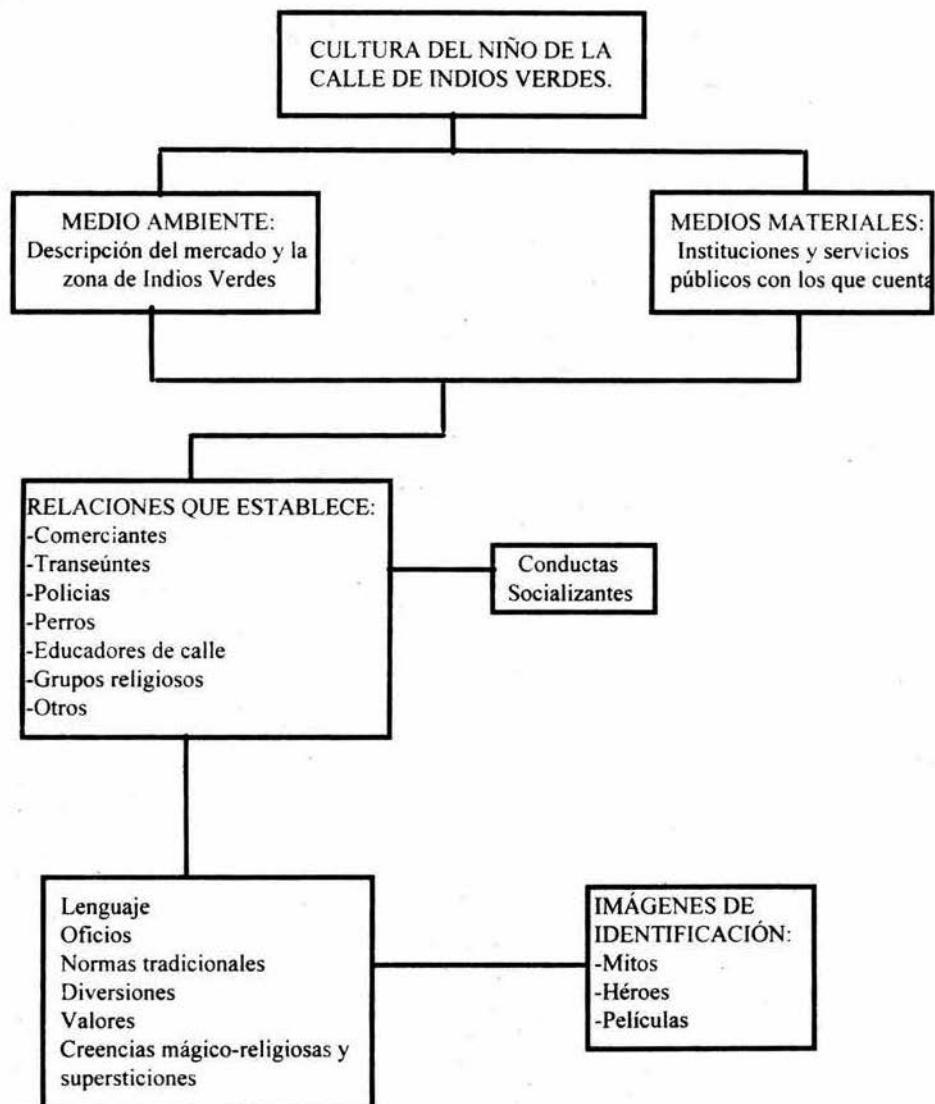 CULTURA DEL NIÑO DE LA
CALLE DE INDIOS VERDES.
MEDIO AMBIENTE:
Descripción del mercado y la
zona de Indios Verdes
MEDIOS MATERIALES:
Instituciones y servicios
públicos con los que cuenta
RELACIONES QUE ESTABLECE:
-Comerciantes
-Transeúntes
-Policias
-Perros
-Educadores de calle
-Grupos religiosos
-Otros
Conductas
Socializantes
Lenguaje
Oficios
Normas tradicionales
Diversiones
Valores
Creencias mágico-religiosas y
supersticiones
IMÁGENES DE
IDENTIFICACIÓN:
-Mitos
-Héroes
-Películas